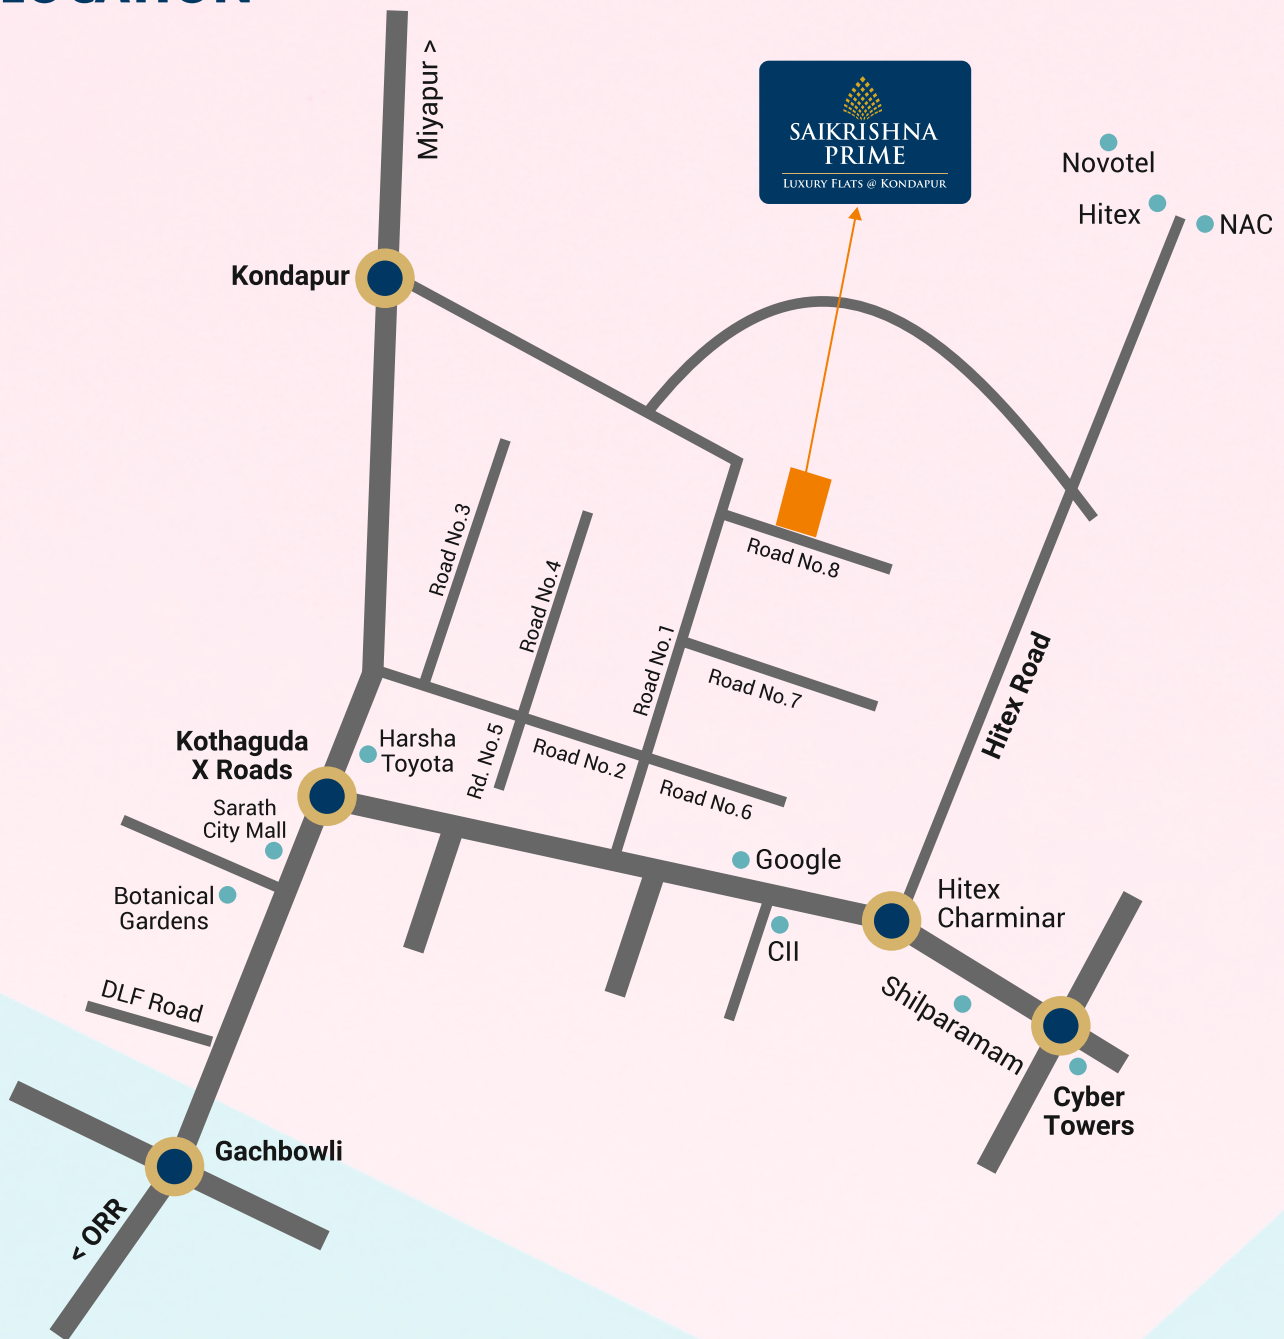 LOCATION
Miyapur >
SAIKRISHNA
PRIME
LUXURY FLATS @ KONDAPUR
Novotel
Hitex
NAC
Kondapur
Road No.3
Road No.4
Road No.8
Road No.1
Road No.7
Hitex Road
Kothaguda
X Roads
Harsha
Toyota
Rd. No.5
Road No.2
Road No.6
Sarath
City Mall
Google
Botanical
Gardens
Hitex
Charminar
CII
DLF Road
Shilparamam
Cyber
Towers
Gachbowli
< ORR